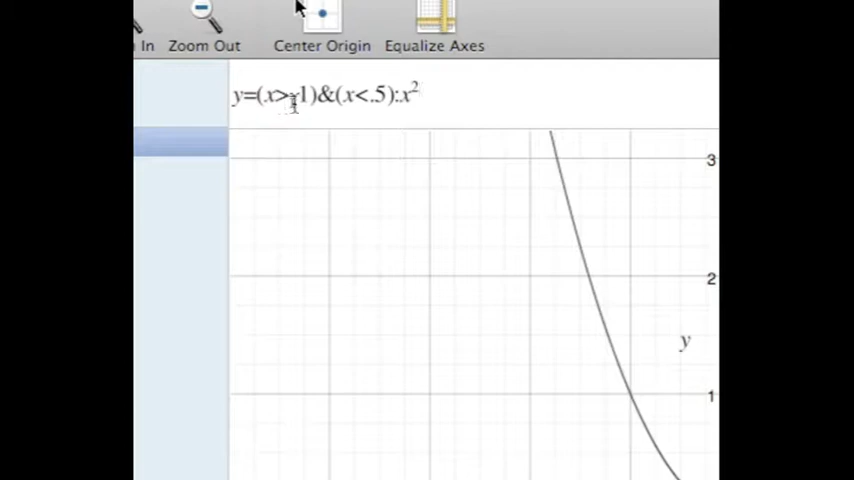 In Zoom Out Center Origin Equalize Axes
y=(x>-1)&(x<.5):x²
3
2
y
1